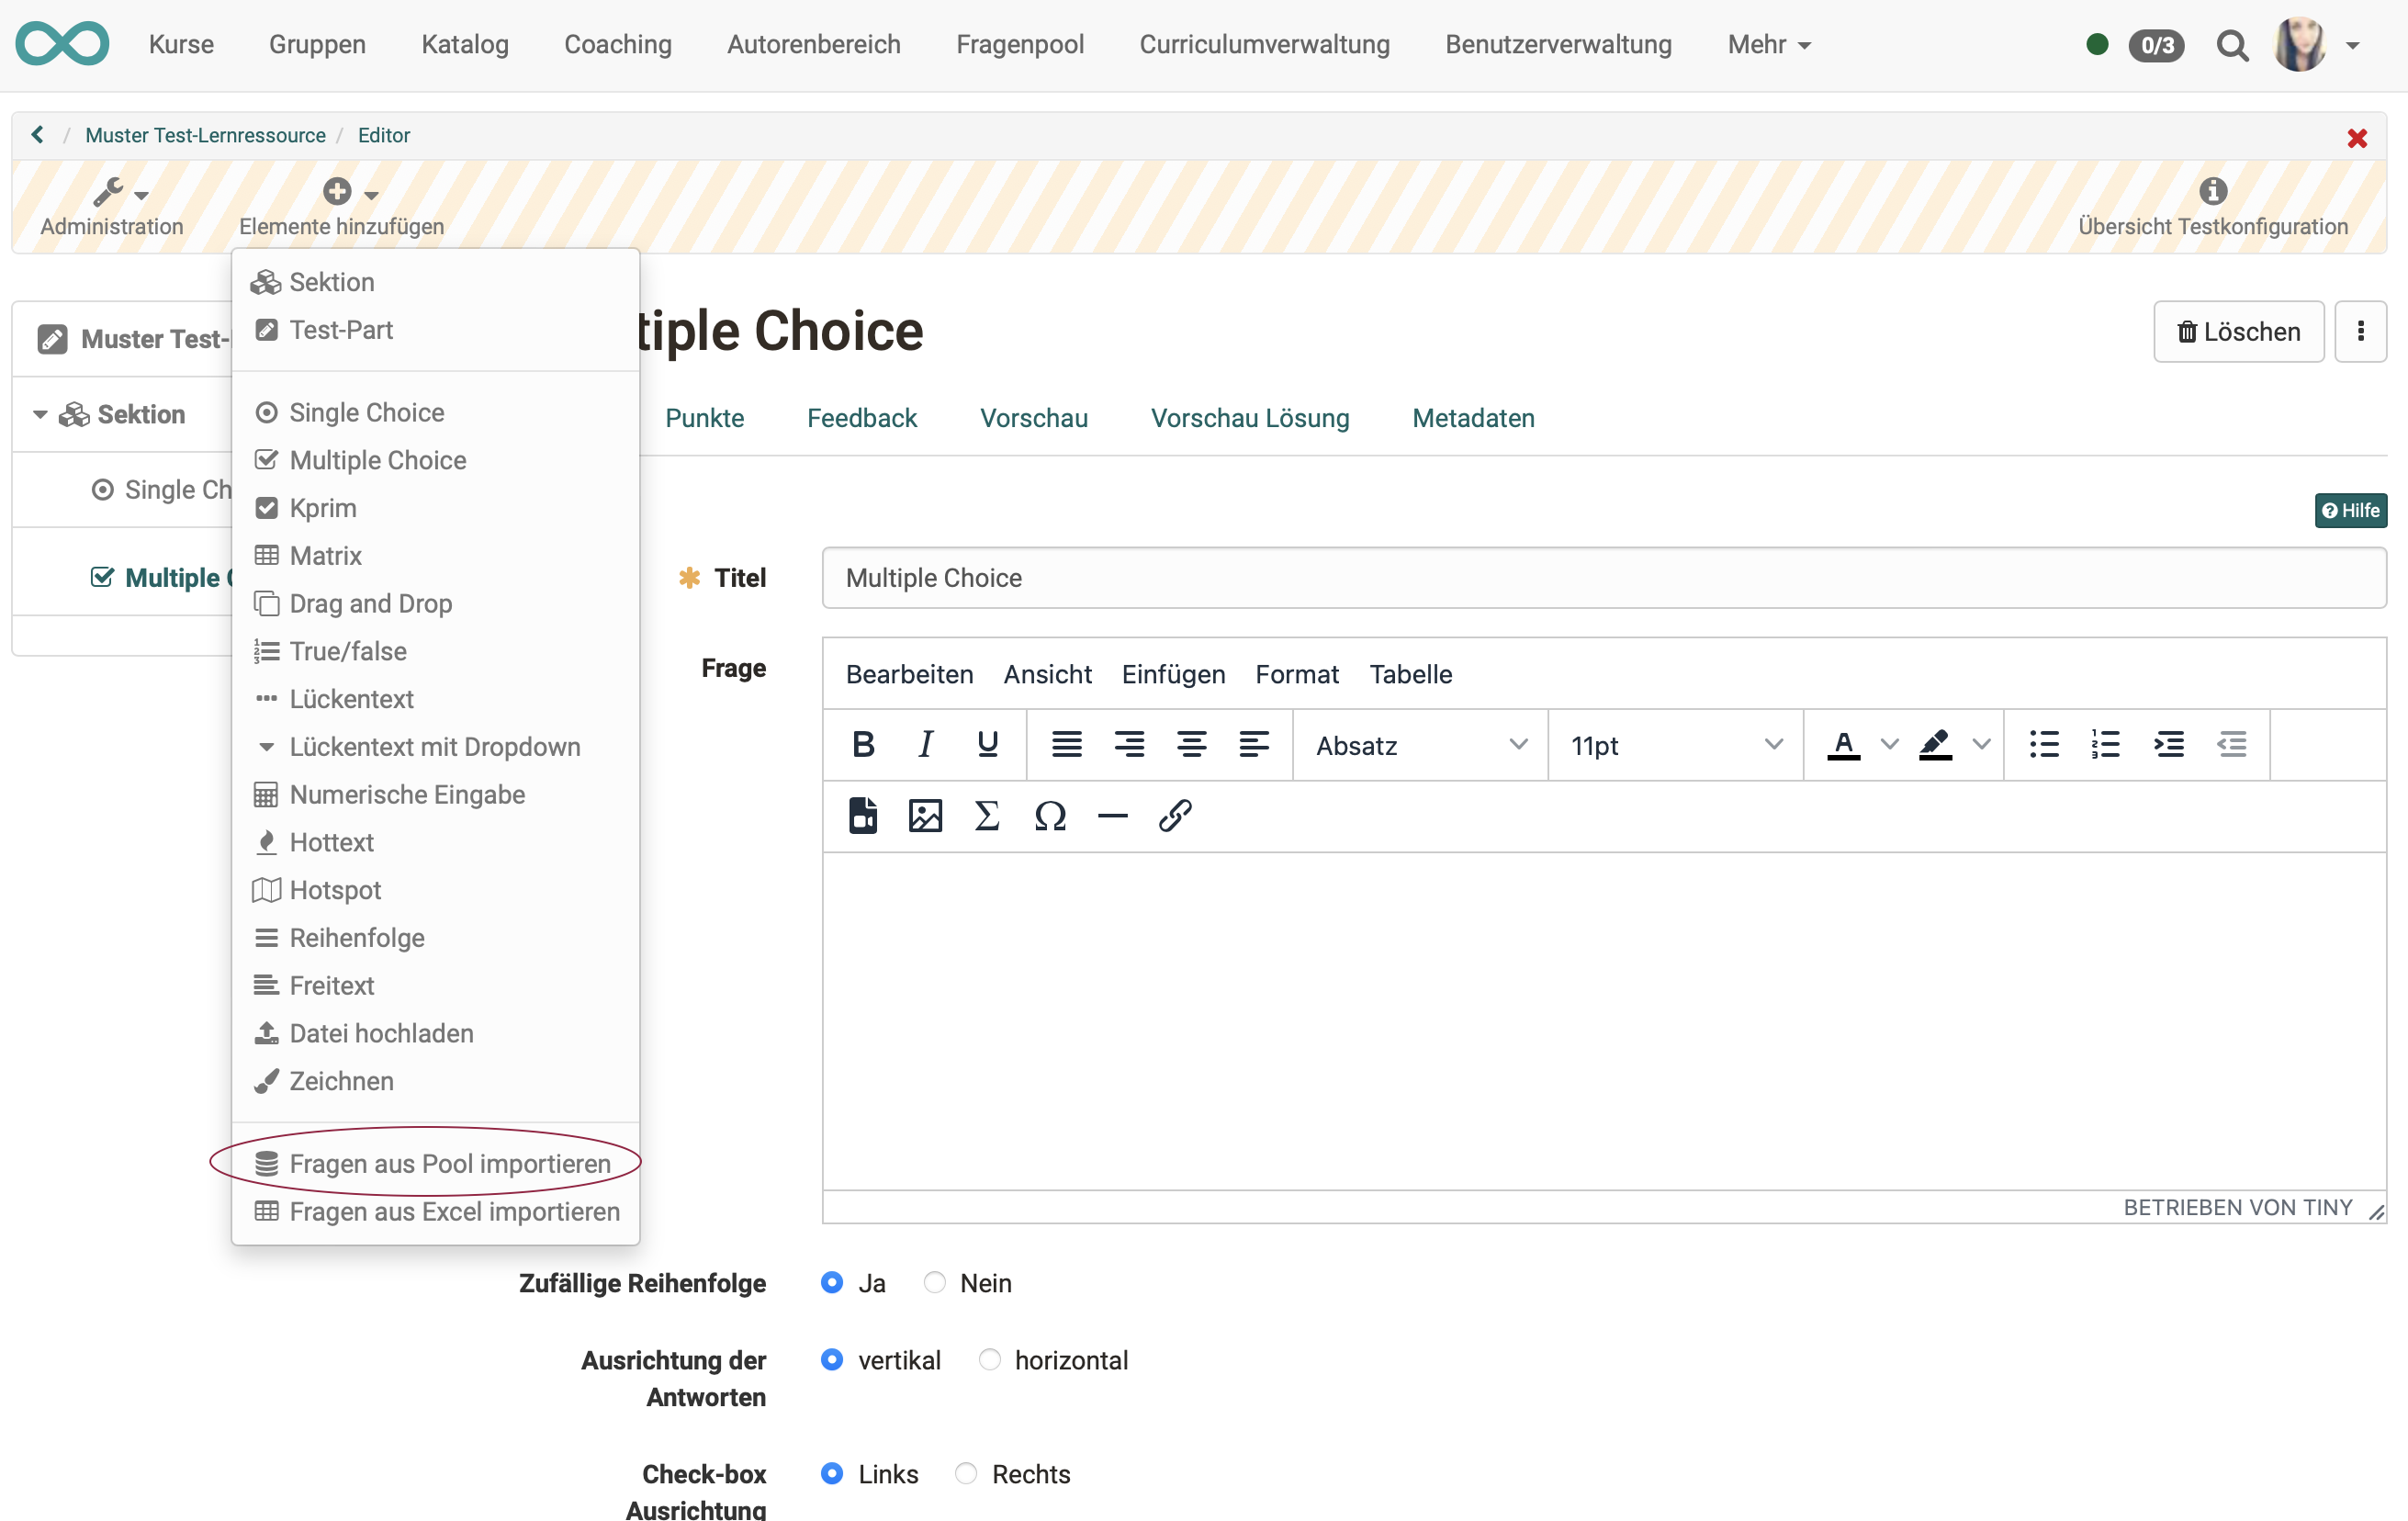 Kurse Gruppen Katalog Coaching Autorenbereich Fragenpool Curriculumverwaltung Benutzerverwaltung Mehr 0/3
/ Muster Test-Lernressource / Editor
Administration Elemente hinzufügen Übersicht Testkonfiguration
Sektion
Test-Part
Single Choice
Multiple Choice
Kprim
Matrix
Drag and Drop
True/false
Lückentext
Lückentext mit Dropdown
Numerische Eingabe
Hottext
Hotspot
Reihenfolge
Freitext
Datei hochladen
Zeichnen
Fragen aus Pool importieren
Fragen aus Excel importieren
Muster Test-
Sektion
Single Ch
Multiple
tiple Choice
Löschen
Punkte Feedback Vorschau Vorschau Lösung Metadaten
Hilfe
Titel Multiple Choice
Frage
Bearbeiten Ansicht Einfügen Format Tabelle
B I U Absatz 11pt A
Σ Ω
BETRIEBEN VON TINY
Zufällige Reihenfolge Ja Nein
Ausrichtung der
Antworten
vertikal horizontal
Check-box
Ausrichtung
Links Rechts